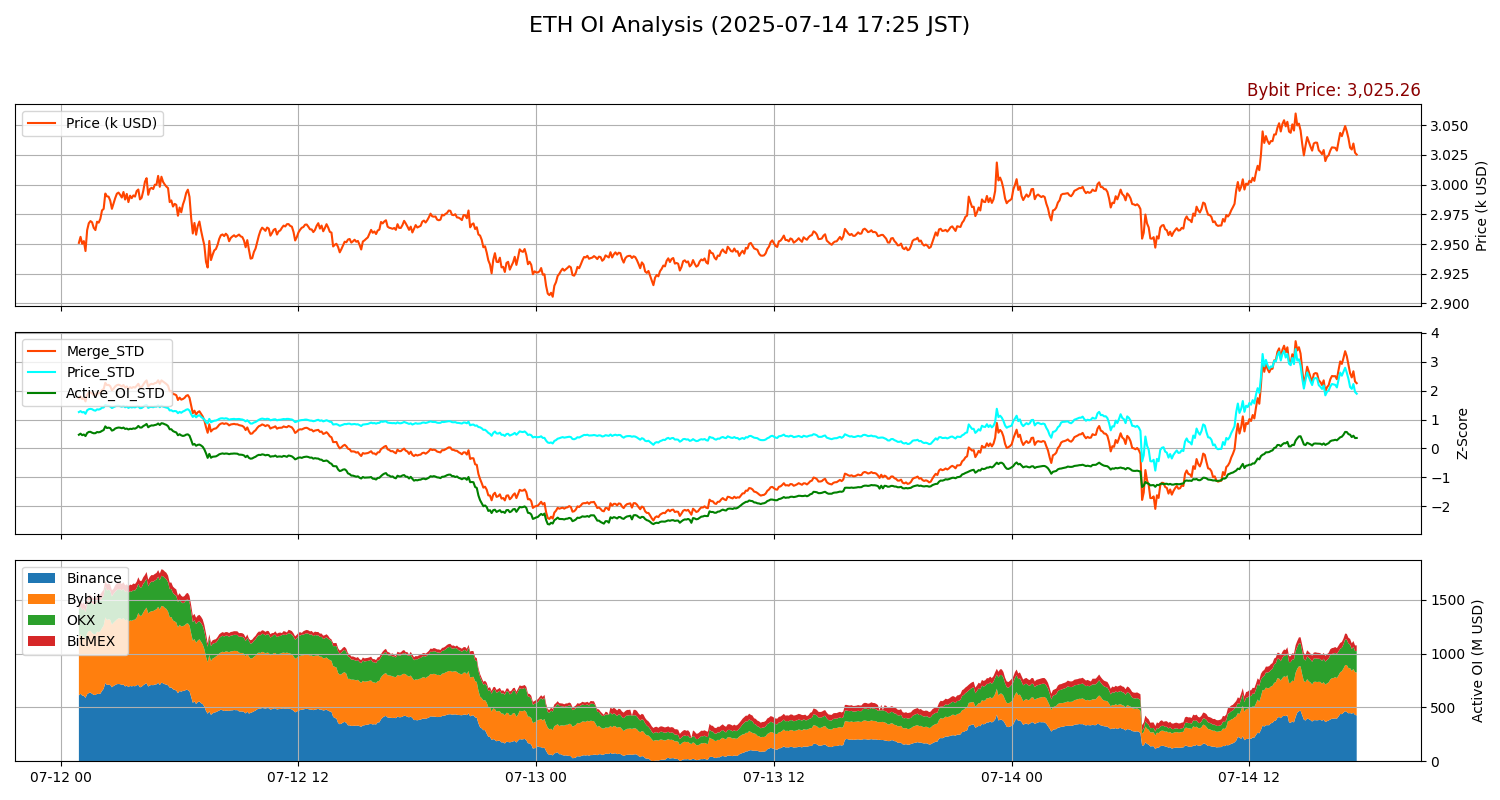 ETH OI Analysis (2025-07-14 17:25 JST)
Bybit Price: 3,025.26
Price (k USD)
3.050
3.025
3.000
2.975
2.950
2.925
2.900
Price (k USD)
Merge_STD
Price_STD
Active_OI_STD
4
3
2
1
0
−1
−2
Z-Score
Binance
Bybit
OKX
BitMEX
1500
1000
500
0
Active OI (M USD)
07-12 00
07-12 12
07-13 00
07-13 12
07-14 00
07-14 12